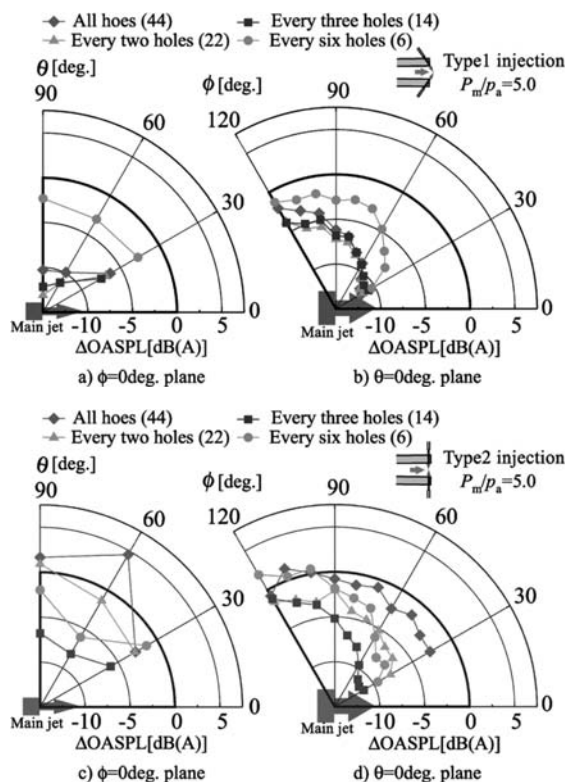 All hoes (44) Every three holes (14)
Every two holes (22) Every six holes (6)
θ [deg.]
90
60
30
0
Main jet
-10 -5 0 5
ΔOASPL[dB(A)]
a) ϕ=0deg. plane
Type1 injection
Pm/pa=5.0
ϕ [deg.]
120
90
60
30
0
Main jet
-10 -5 0 5
ΔOASPL[dB(A)]
b) θ=0deg. plane
All hoes (44) Every three holes (14)
Every two holes (22) Every six holes (6)
θ [deg.]
90
60
30
0
Main jet
-10 -5 0 5
ΔOASPL[dB(A)]
c) ϕ=0deg. plane
Type2 injection
Pm/pa=5.0
ϕ [deg.]
120
90
60
30
0
Main jet
-10 -5 0 5
ΔOASPL[dB(A)]
d) θ=0deg. plane